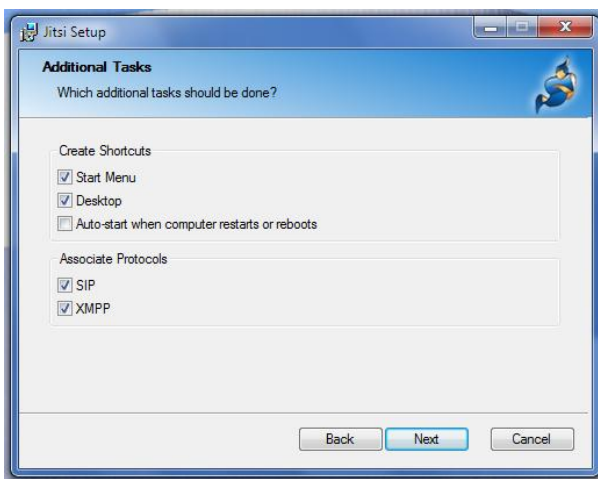 Jitsi Setup
Additional Tasks
Which additional tasks should be done?
Create Shortcuts
Start Menu
Desktop
Auto-start when computer restarts or reboots
Associate Protocols
SIP
XMPP
Back Next Cancel